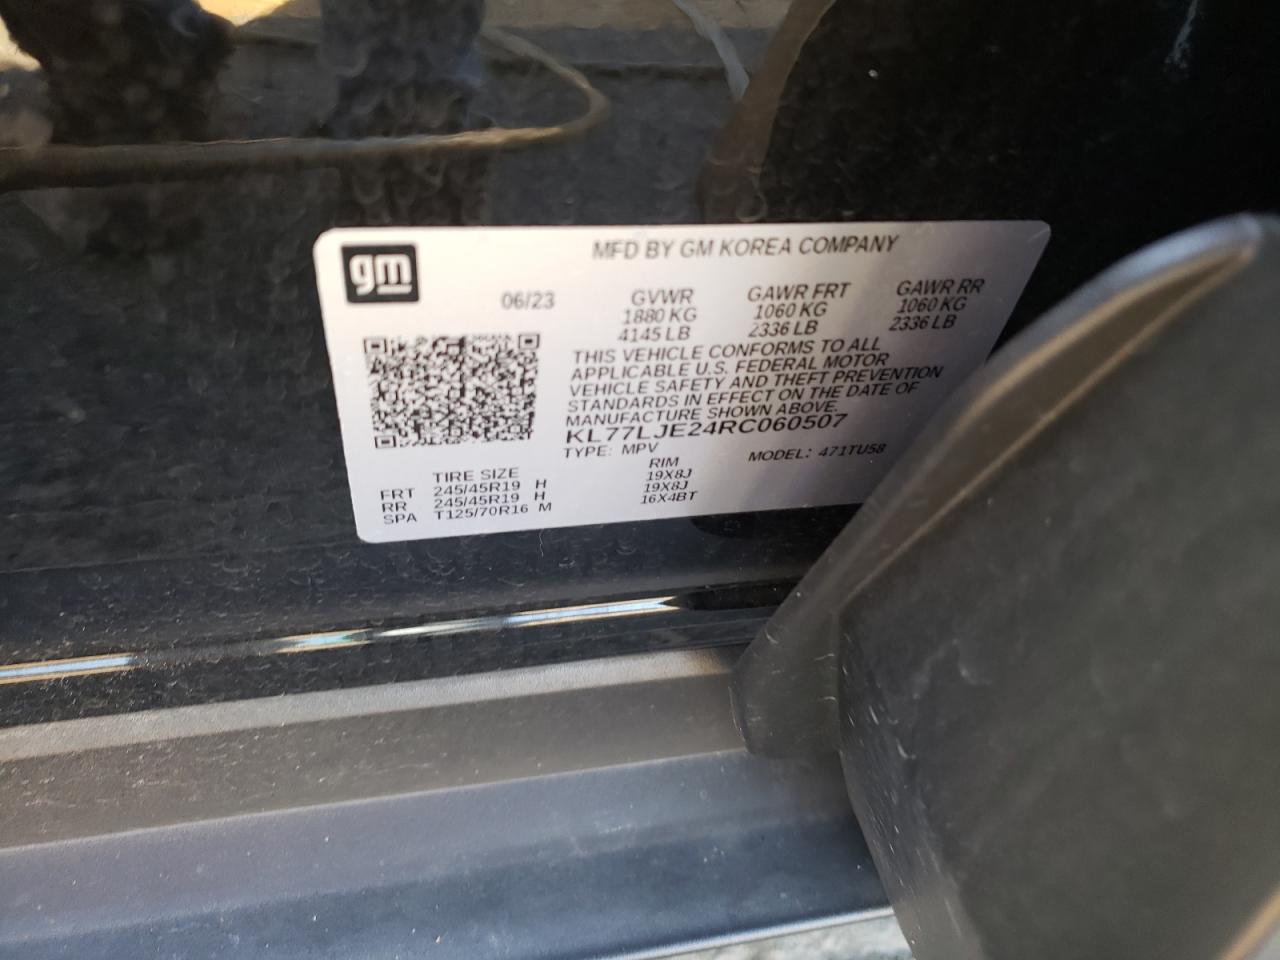 gm
MFD BY GM KOREA COMPANY
06/23 GVWR GAWR FRT GAWR RR
1880 KG 1060 KG 1060 KG
4145 LB 2336 LB 2336 LB
THIS VEHICLE CONFORMS TO ALL
APPLICABLE U.S. FEDERAL MOTOR
VEHICLE SAFETY AND THEFT PREVENTION
STANDARDS IN EFFECT ON THE DATE OF
MANUFACTURE SHOWN ABOVE.
KL77LJE24RC060507
TYPE: MPV MODEL: 471TU58
TIRE SIZE RIM
FRT 245/45R19 H 19X8J
RR 245/45R19 H 19X8J
SPA T125/70R16 M 16X4BT